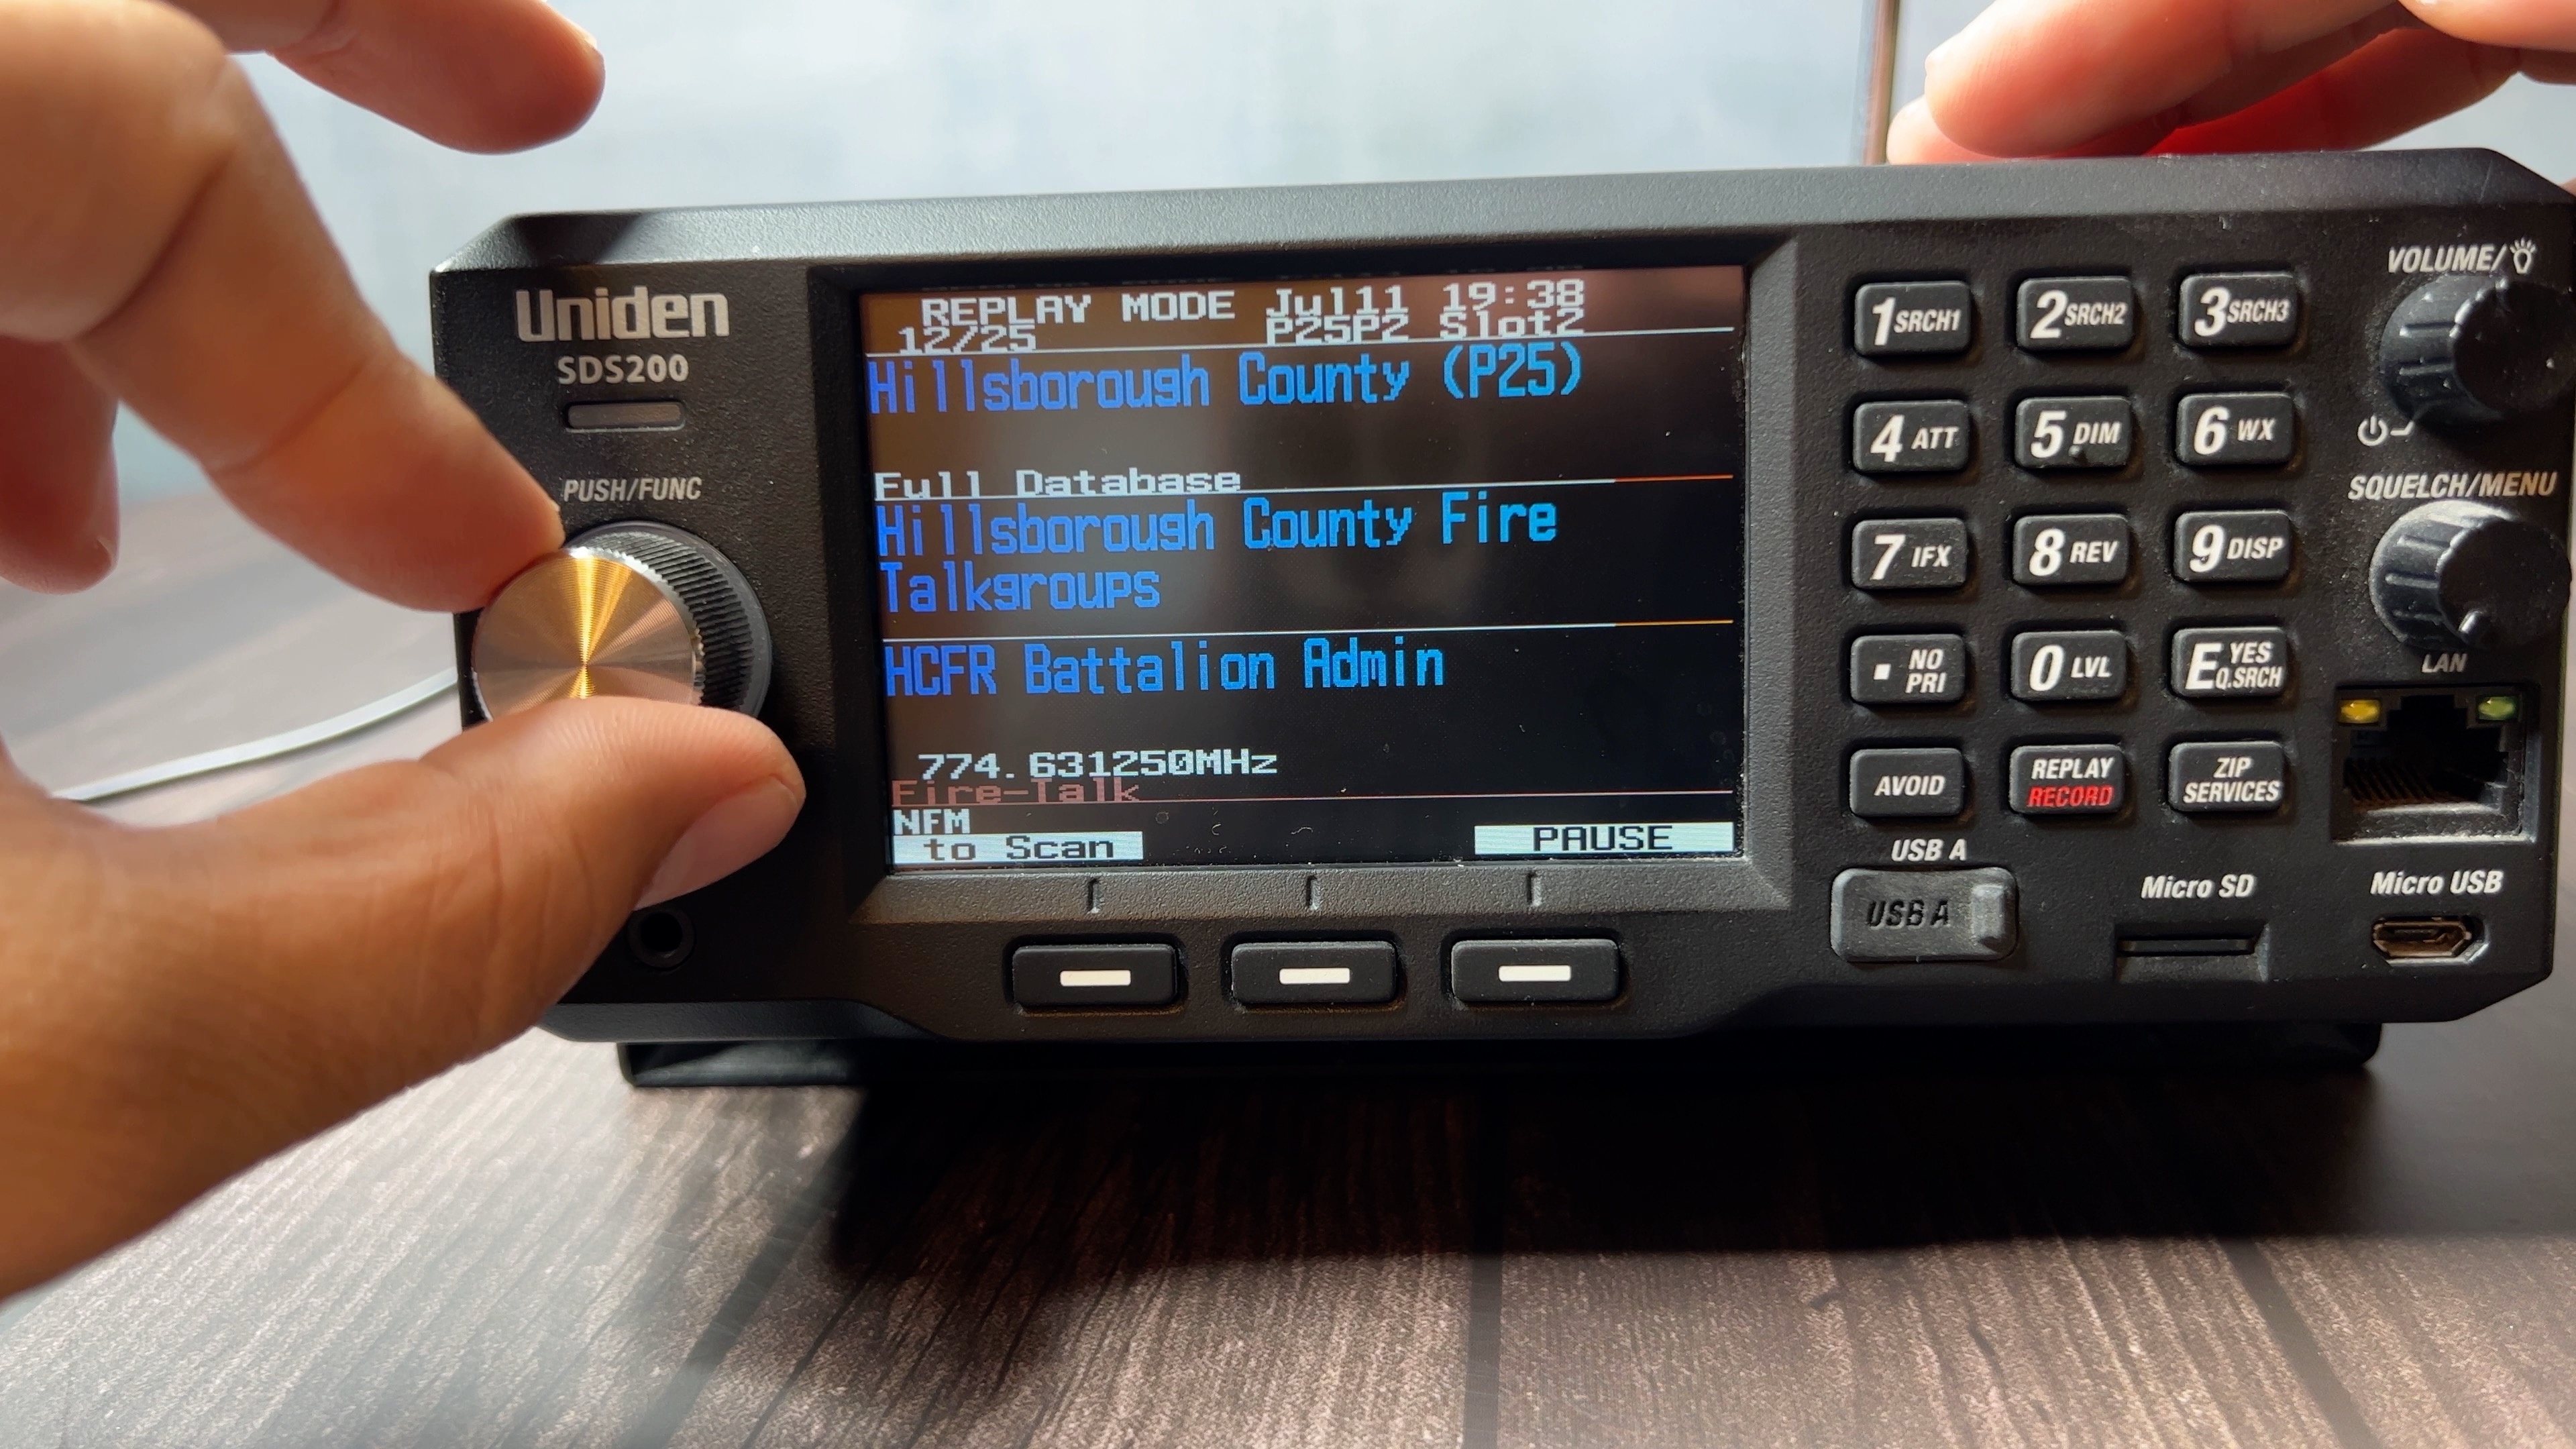 Uniden
SDS200
PUSH/FUNC
REPLAY MODE Jul11 19:38
12/25 P25P2 Slot2
Hillsborough County (P25)
Full Database
Hillsborough County Fire
Talkgroups
HCFR Battalion Admin
774.631250MHz
Fire-Talk
NFM
to Scan PAUSE
1 SRCH1 2 SRCH2 3 SRCH3
4 ATT 5 DIM 6 WX
7 IFX 8 REV 9 DISP
. NO PRI 0 LVL E YES Q.SRCH
AVOID REPLAY RECORD ZIP SERVICES
VOLUME/
SQUELCH/MENU
LAN
USB A
USB A
Micro SD
Micro USB